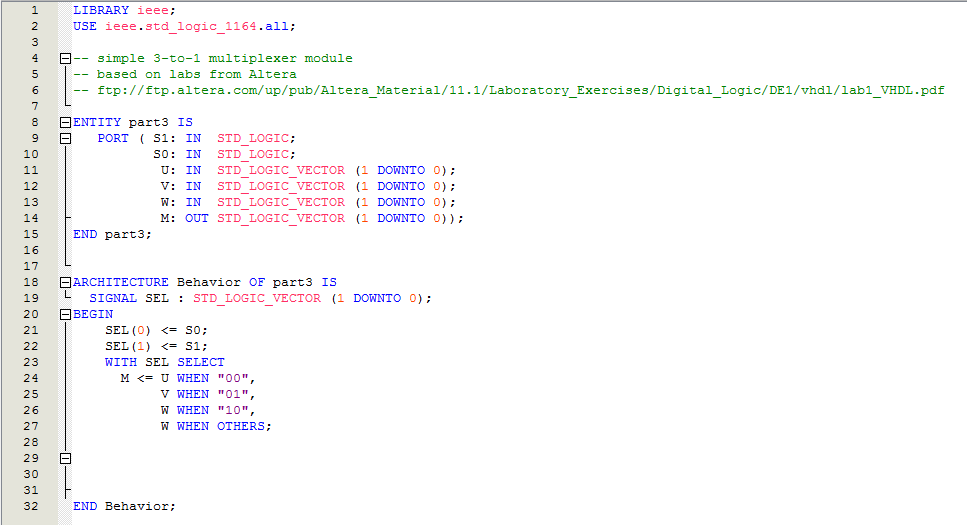 1 LIBRARY ieee;
2 USE ieee.std_logic_1164.all;
3
4 -- simple 3-to-1 multiplexer module
5 -- based on labs from Altera
6 -- ftp://ftp.altera.com/up/pub/Altera_Material/11.1/Laboratory_Exercises/Digital_Logic/DE1/vhdl/lab1_VHDL.pdf
7
8 ENTITY part3 IS
9 PORT ( S1: IN STD_LOGIC;
10 S0: IN STD_LOGIC;
11 U: IN STD_LOGIC_VECTOR (1 DOWNTO 0);
12 V: IN STD_LOGIC_VECTOR (1 DOWNTO 0);
13 W: IN STD_LOGIC_VECTOR (1 DOWNTO 0);
14 M: OUT STD_LOGIC_VECTOR (1 DOWNTO 0));
15 END part3;
16
17
18 ARCHITECTURE Behavior OF part3 IS
19 SIGNAL SEL : STD_LOGIC_VECTOR (1 DOWNTO 0);
20 BEGIN
21 SEL(0) <= S0;
22 SEL(1) <= S1;
23 WITH SEL SELECT
24 M <= U WHEN "00",
25 V WHEN "01",
26 W WHEN "10",
27 W WHEN OTHERS;
28
29
30
31
32 END Behavior;